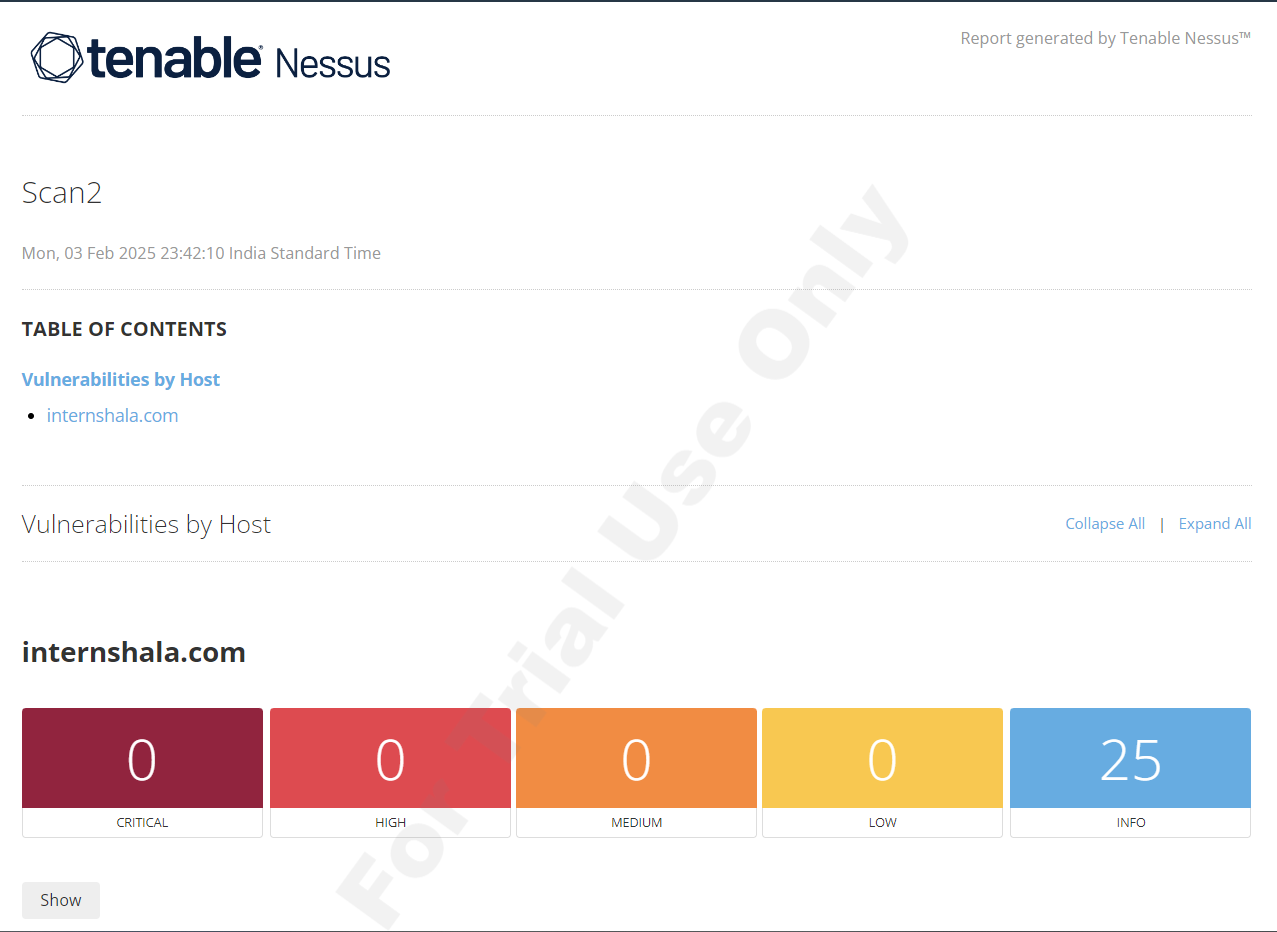 tenable Nessus
Report generated by Tenable Nessus™
Scan2
Mon, 03 Feb 2025 23:42:10 India Standard Time
TABLE OF CONTENTS
Vulnerabilities by Host
• internshala.com
Vulnerabilities by Host
Collapse All | Expand All
internshala.com
0 0 0 0 25
CRITICAL HIGH MEDIUM LOW INFO
Show
For Trial Use Only